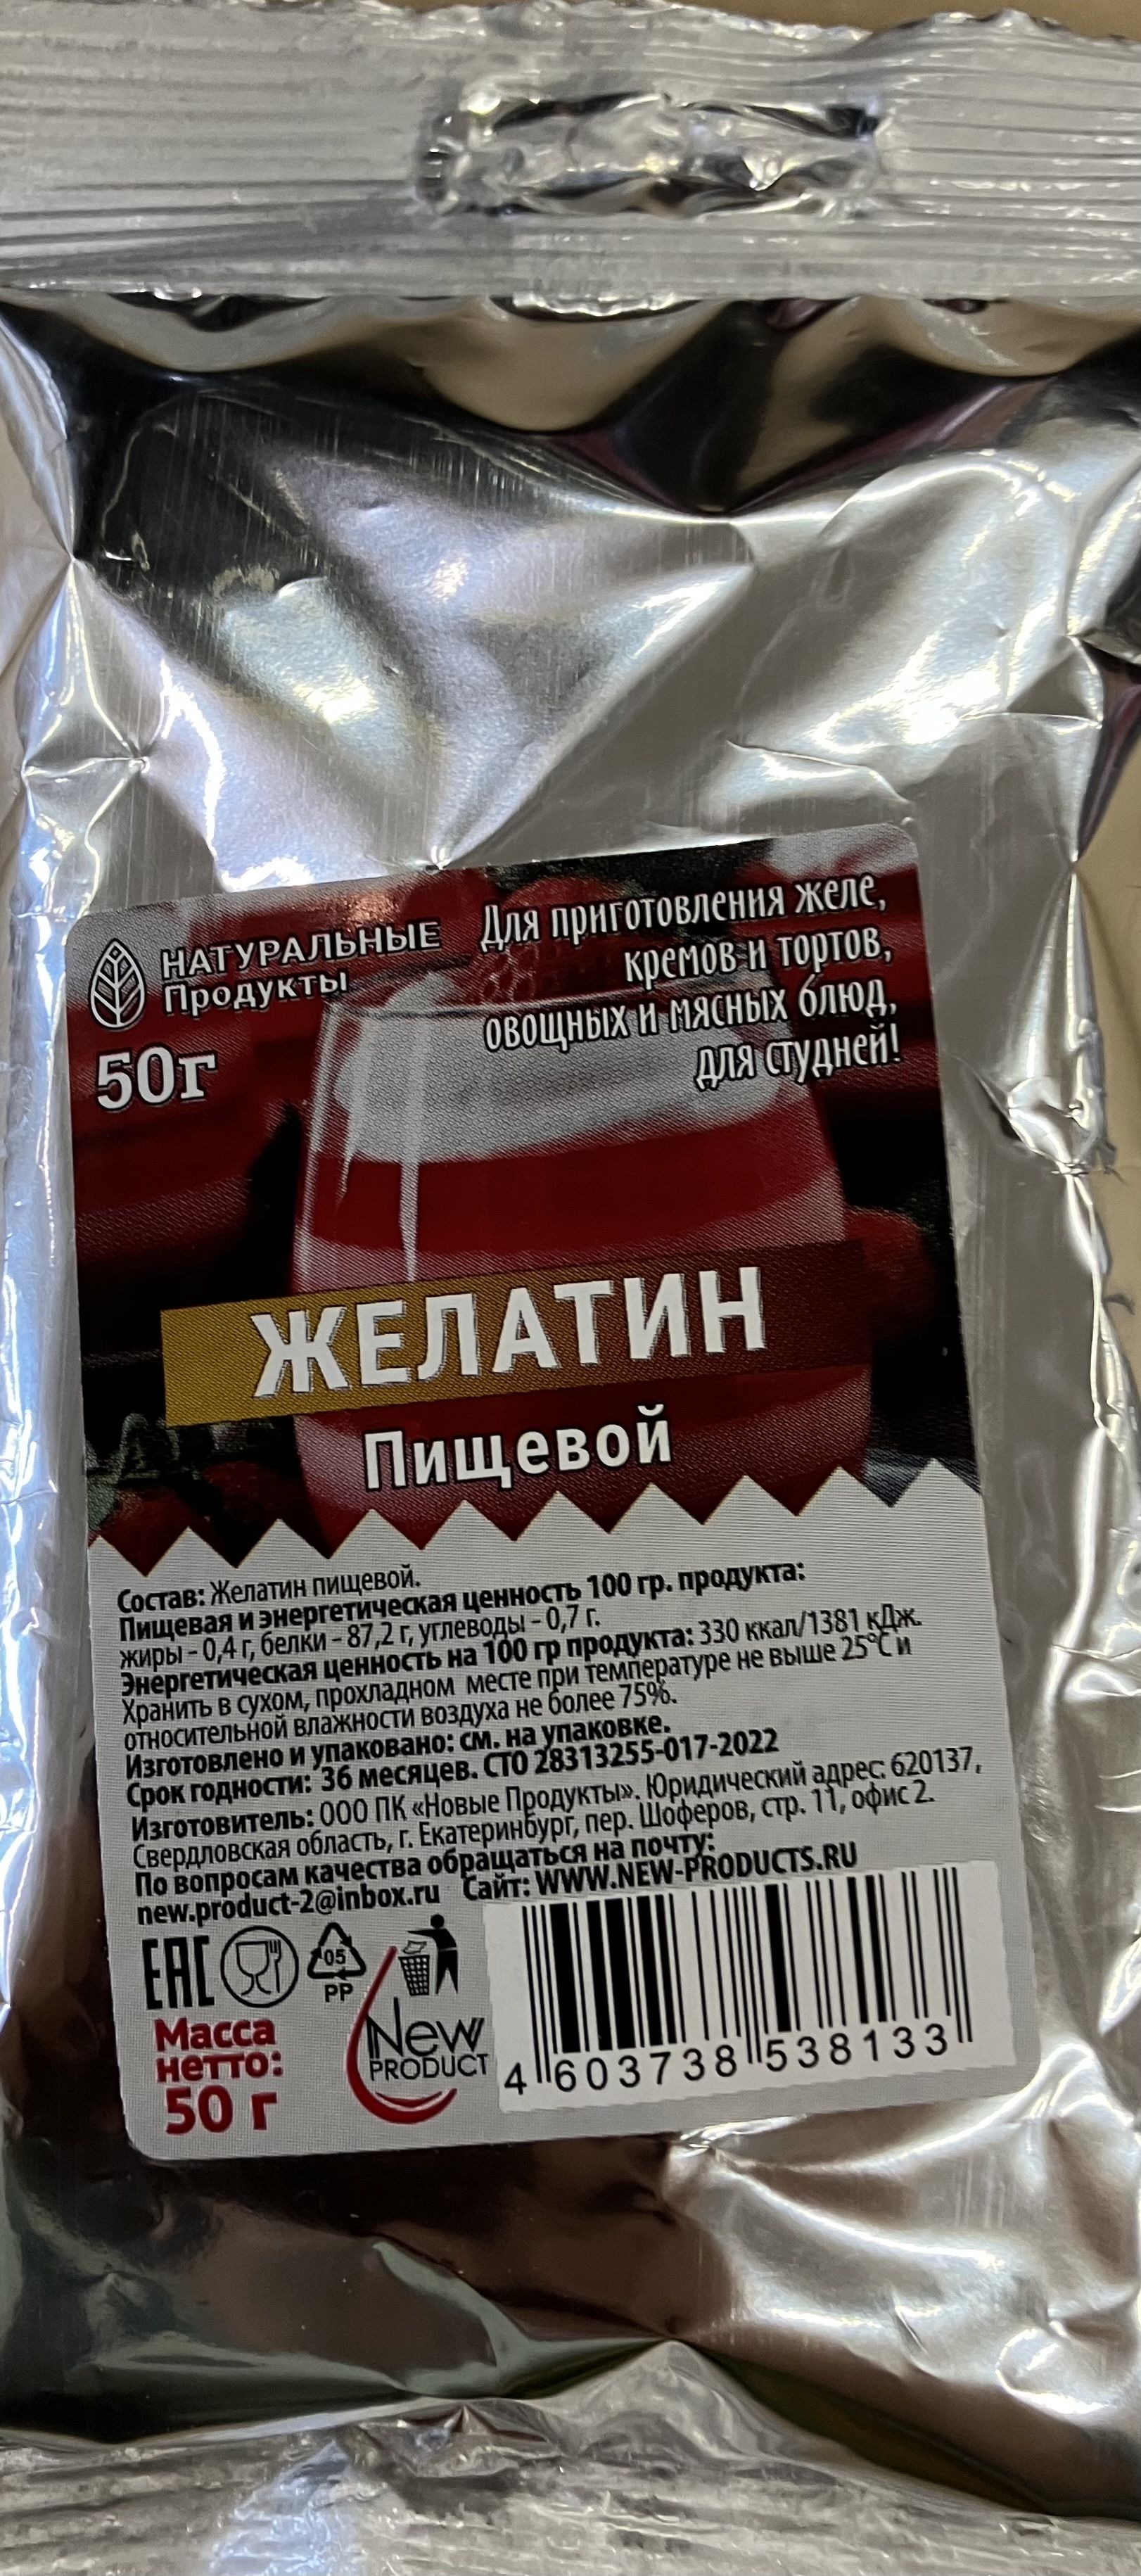 НАТУРАЛЬНЫЕ
Продукты
50г
Для приготовления желе,
кремов и тортов,
овощных и мясных блюд,
для студней!
ЖЕЛАТИН
Пищевой
Состав: Желатин пищевой.
Пищевая и энергетическая ценность 100 гр. продукта:
жиры – 0,4 г, белки – 87,2 г, углеводы – 0,7 г.
Энергетическая ценность на 100 гр продукта: 330 ккал/1381 кДж.
Хранить в сухом, прохладном месте при температуре не выше 25°С и
относительной влажности воздуха не более 75%.
Изготовлено и упаковано: см. на упаковке.
Срок годности: 36 месяцев. СТО 28313255-017-2022
Изготовитель: ООО ПК «Новые Продукты». Юридический адрес: 620137,
Свердловская область, г. Екатеринбург, пер. Шоферов, стр. 11, офис 2.
По вопросам качества обращаться на почту:
new.product-2@inbox.ru Сайт: WWW.NEW-PRODUCTS.RU
ЕАС
05
PP
Масса
нетто:
50 г
New
PRODUCT
4 603738 538133